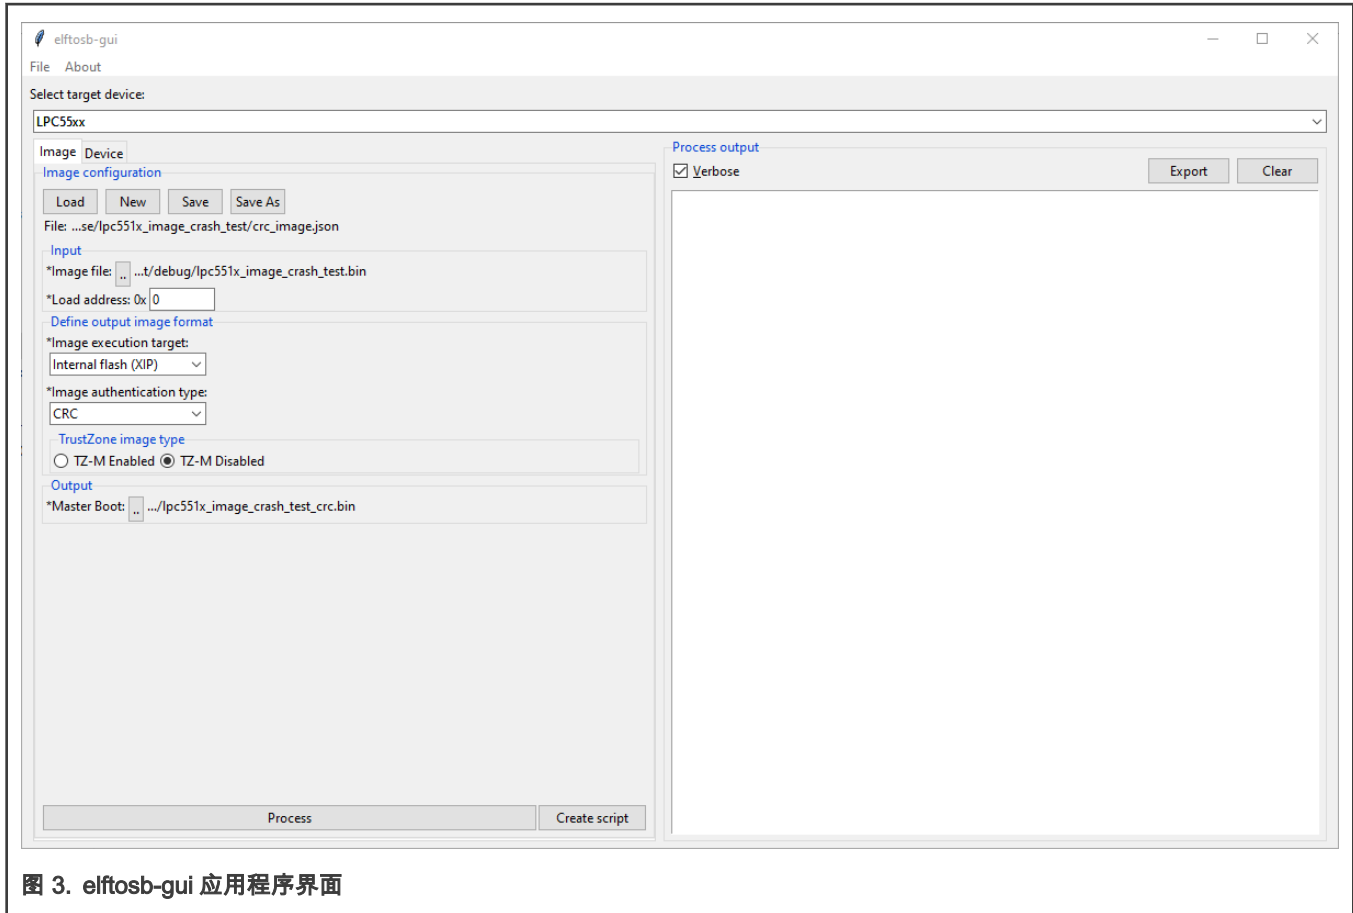 elftosb-gui
File About
Select target device:
LPC55xx
Image Device
Image configuration
Load New Save Save As
File: ...se/lpc551x_image_crash_test/crc_image.json
Input
*Image file: .. ...t/debug/lpc551x_image_crash_test.bin
*Load address: 0x 0
Define output image format
*Image execution target:
Internal flash (XIP)
*Image authentication type:
CRC
TrustZone image type
TZ-M Enabled TZ-M Disabled
Output
*Master Boot: .. .../lpc551x_image_crash_test_crc.bin
Process Create script
Process output
Verbose Export Clear
图 3. elftosb-gui 应用程序界面